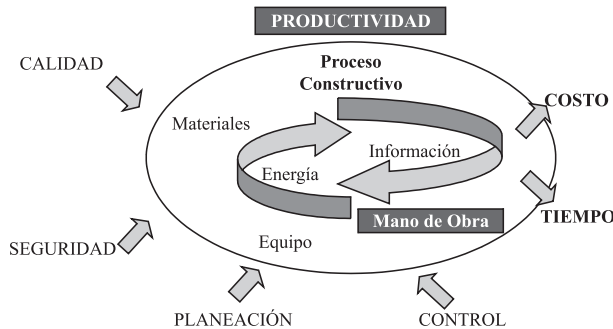 PRODUCTIVIDAD
CALIDAD
Proceso
Constructivo
COSTO
Materiales
Información
Energía
Mano de Obra
TIEMPO
Equipo
SEGURIDAD
PLANEACIÓN
CONTROL